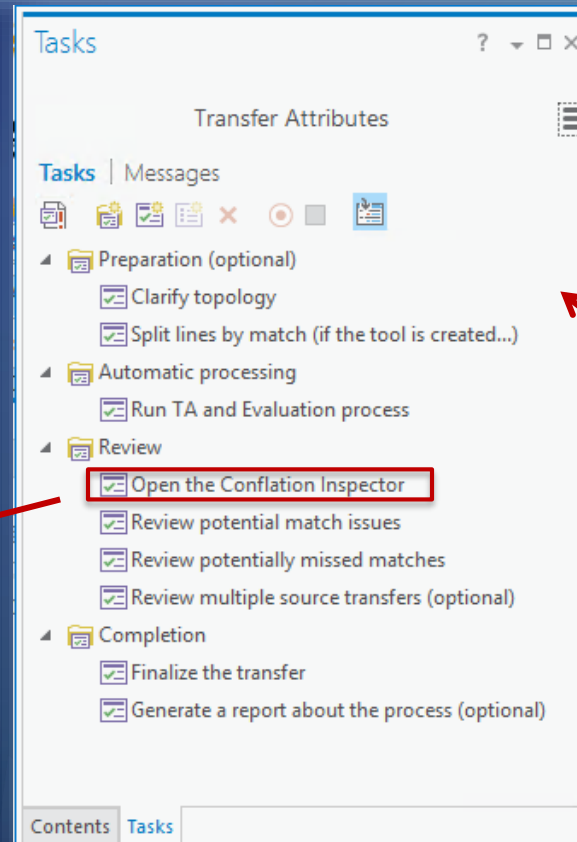 Tasks
Transfer Attributes
Tasks | Messages
Preparation (optional)
Clarify topology
Split lines by match (if the tool is created...)
Automatic processing
Run TA and Evaluation process
Review
Open the Conflation Inspector
Review potential match issues
Review potentially missed matches
Review multiple source transfers (optional)
Completion
Finalize the transfer
Generate a report about the process (optional)
Contents Tasks